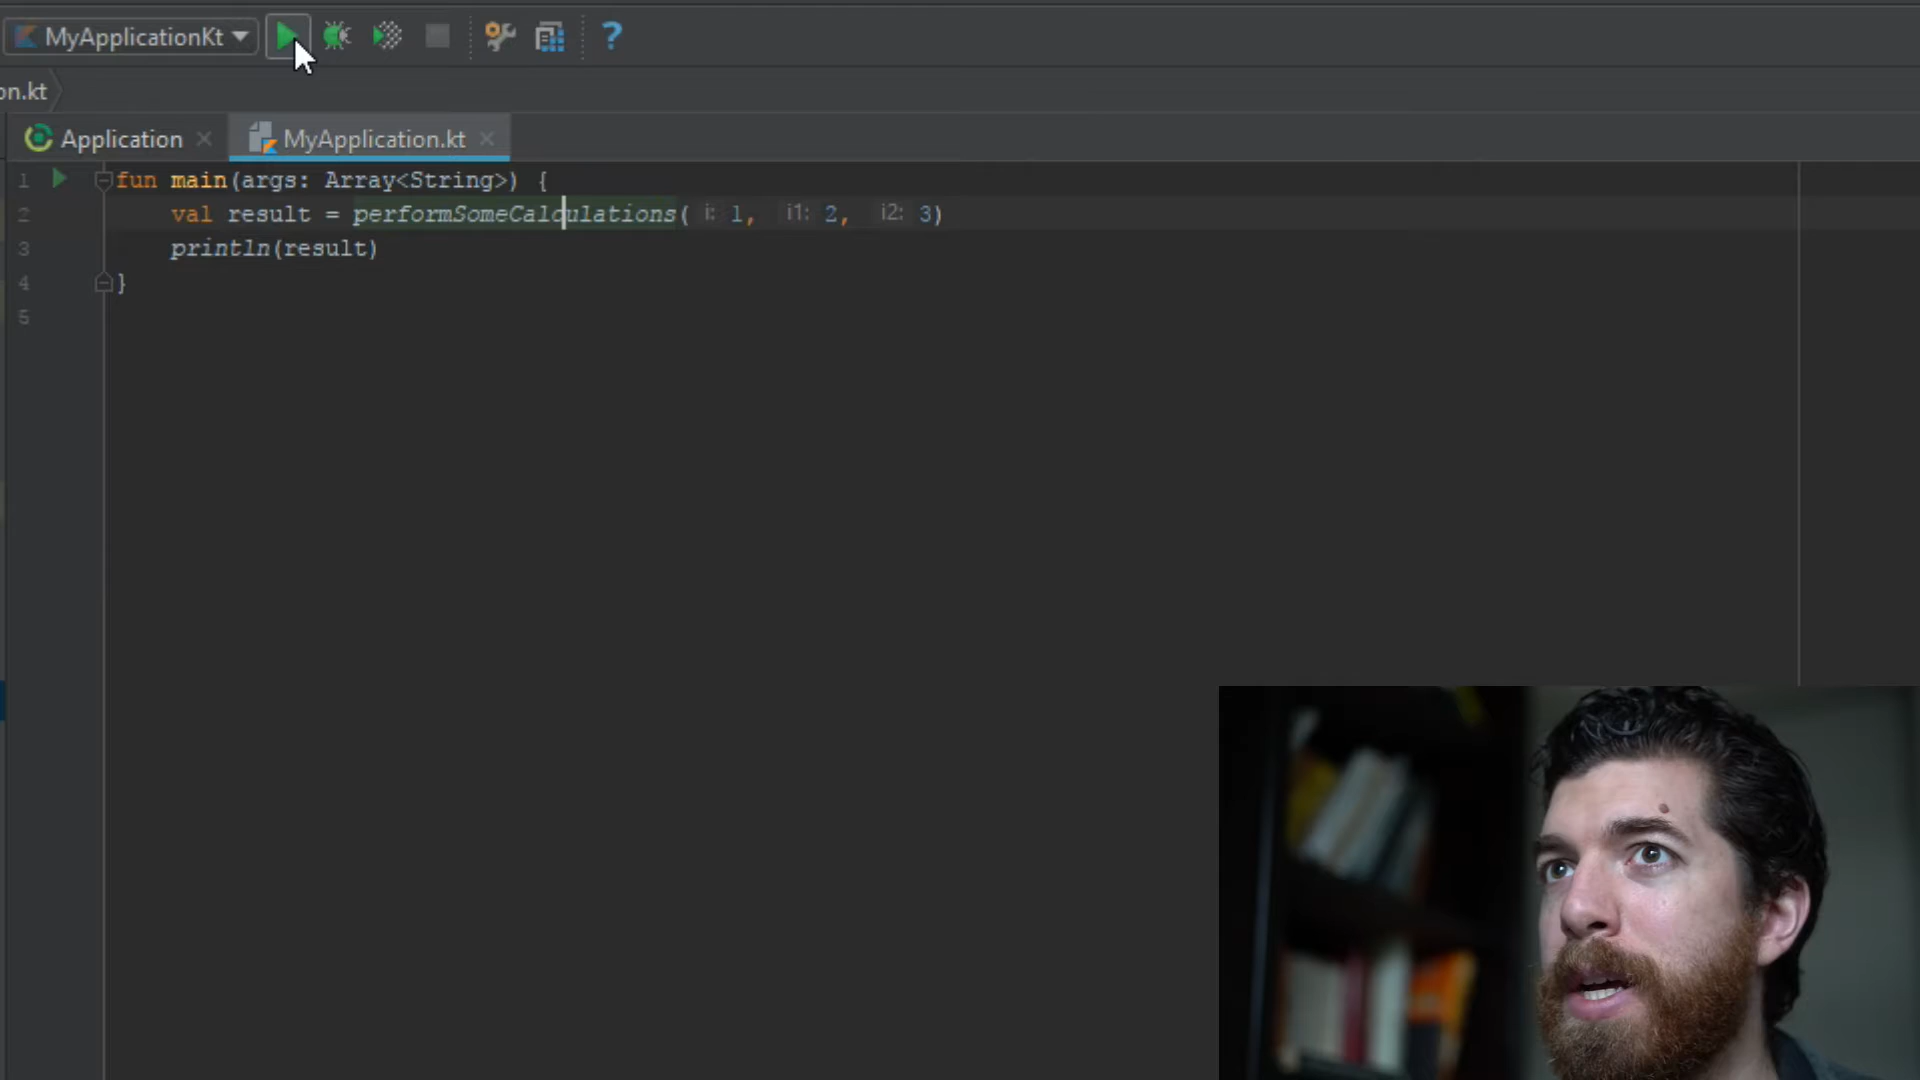 MyApplicationKt
?
on.kt
Application
MyApplication.kt
1 fun main(args: Array<String>) {
2 val result = performSomeCalculations( i: 1, i1: 2, i2: 3)
3 println(result)
4 }
5